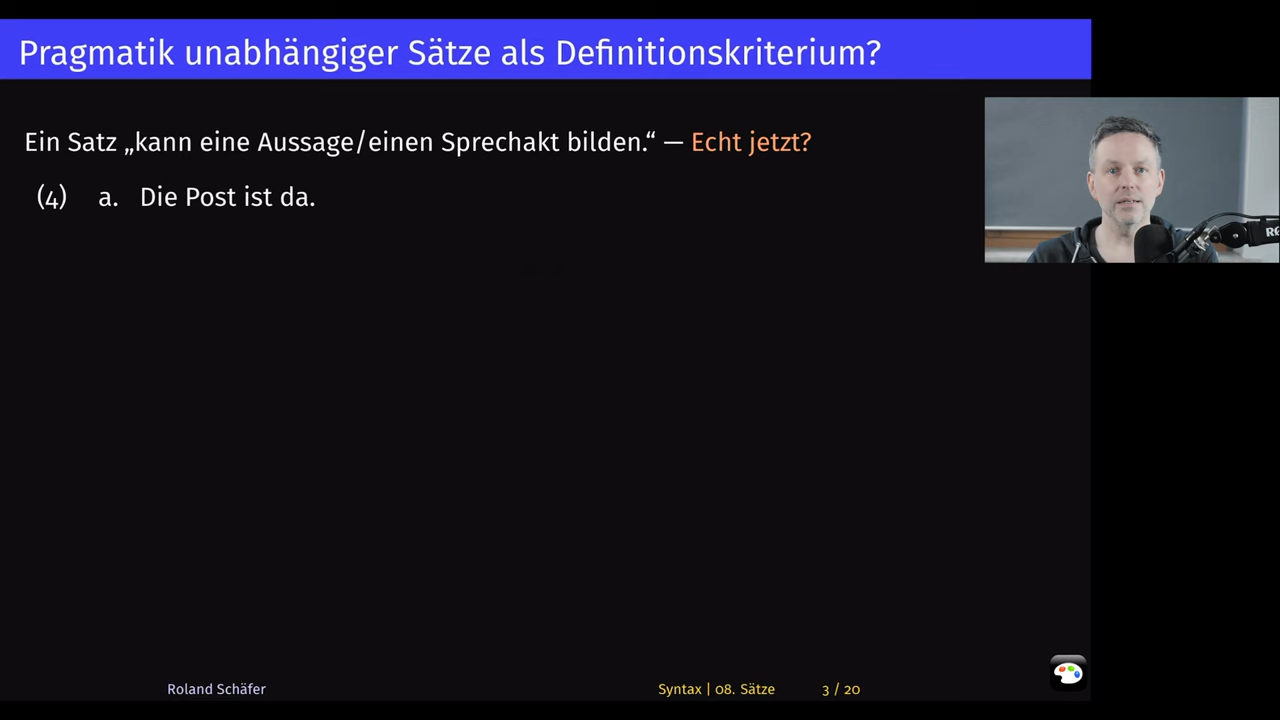 Pragmatik unabhängiger Sätze als Definitionskriterium?
Ein Satz „kann eine Aussage/einen Sprechakt bilden.“ — Echt jetzt?
(4) a. Die Post ist da.
Roland Schäfer Syntax | 08. Sätze 3 / 20